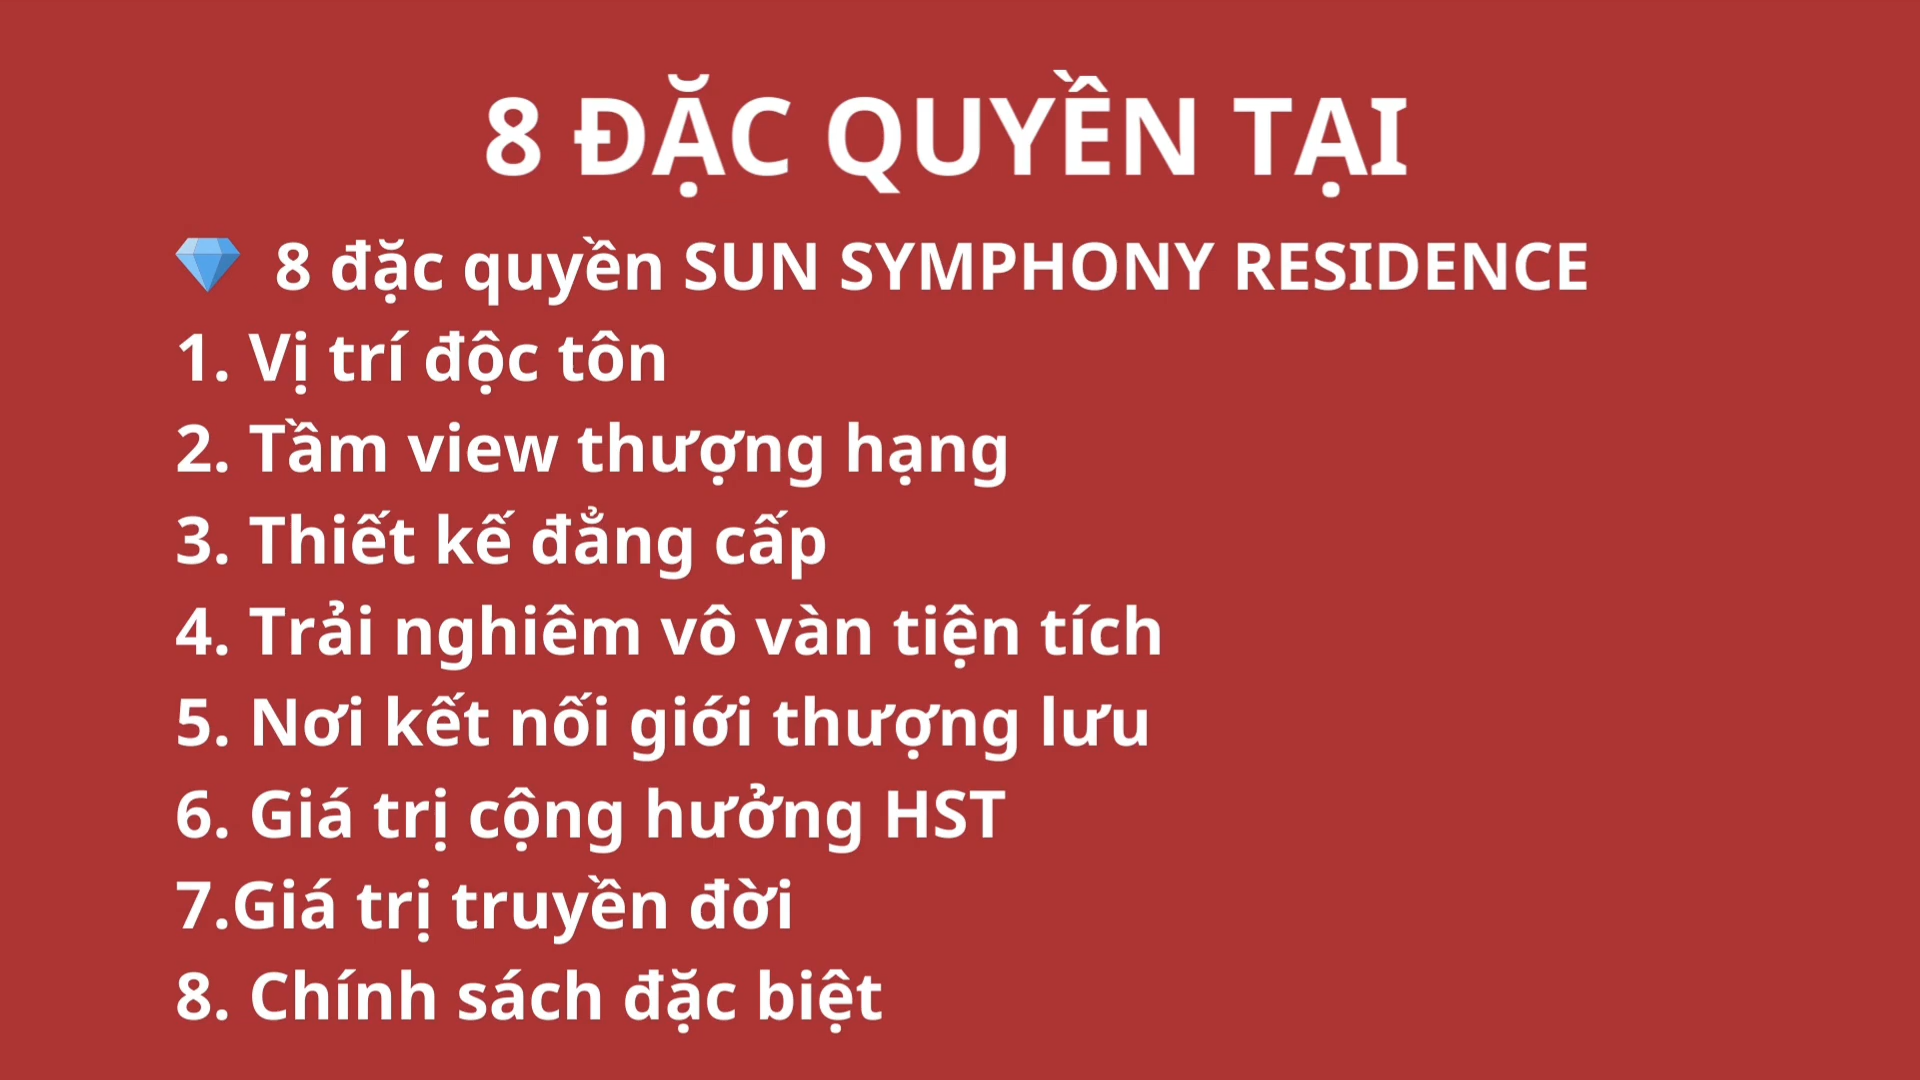 8 ĐẶC QUYỀN TẠI
💎 8 đặc quyền SUN SYMPHONY RESIDENCE
1. Vị trí độc tôn
2. Tầm view thượng hạng
3. Thiết kế đẳng cấp
4. Trải nghiêm vô vàn tiện tích
5. Nơi kết nối giới thượng lưu
6. Giá trị cộng hưởng HST
7.Giá trị truyền đời
8. Chính sách đặc biệt